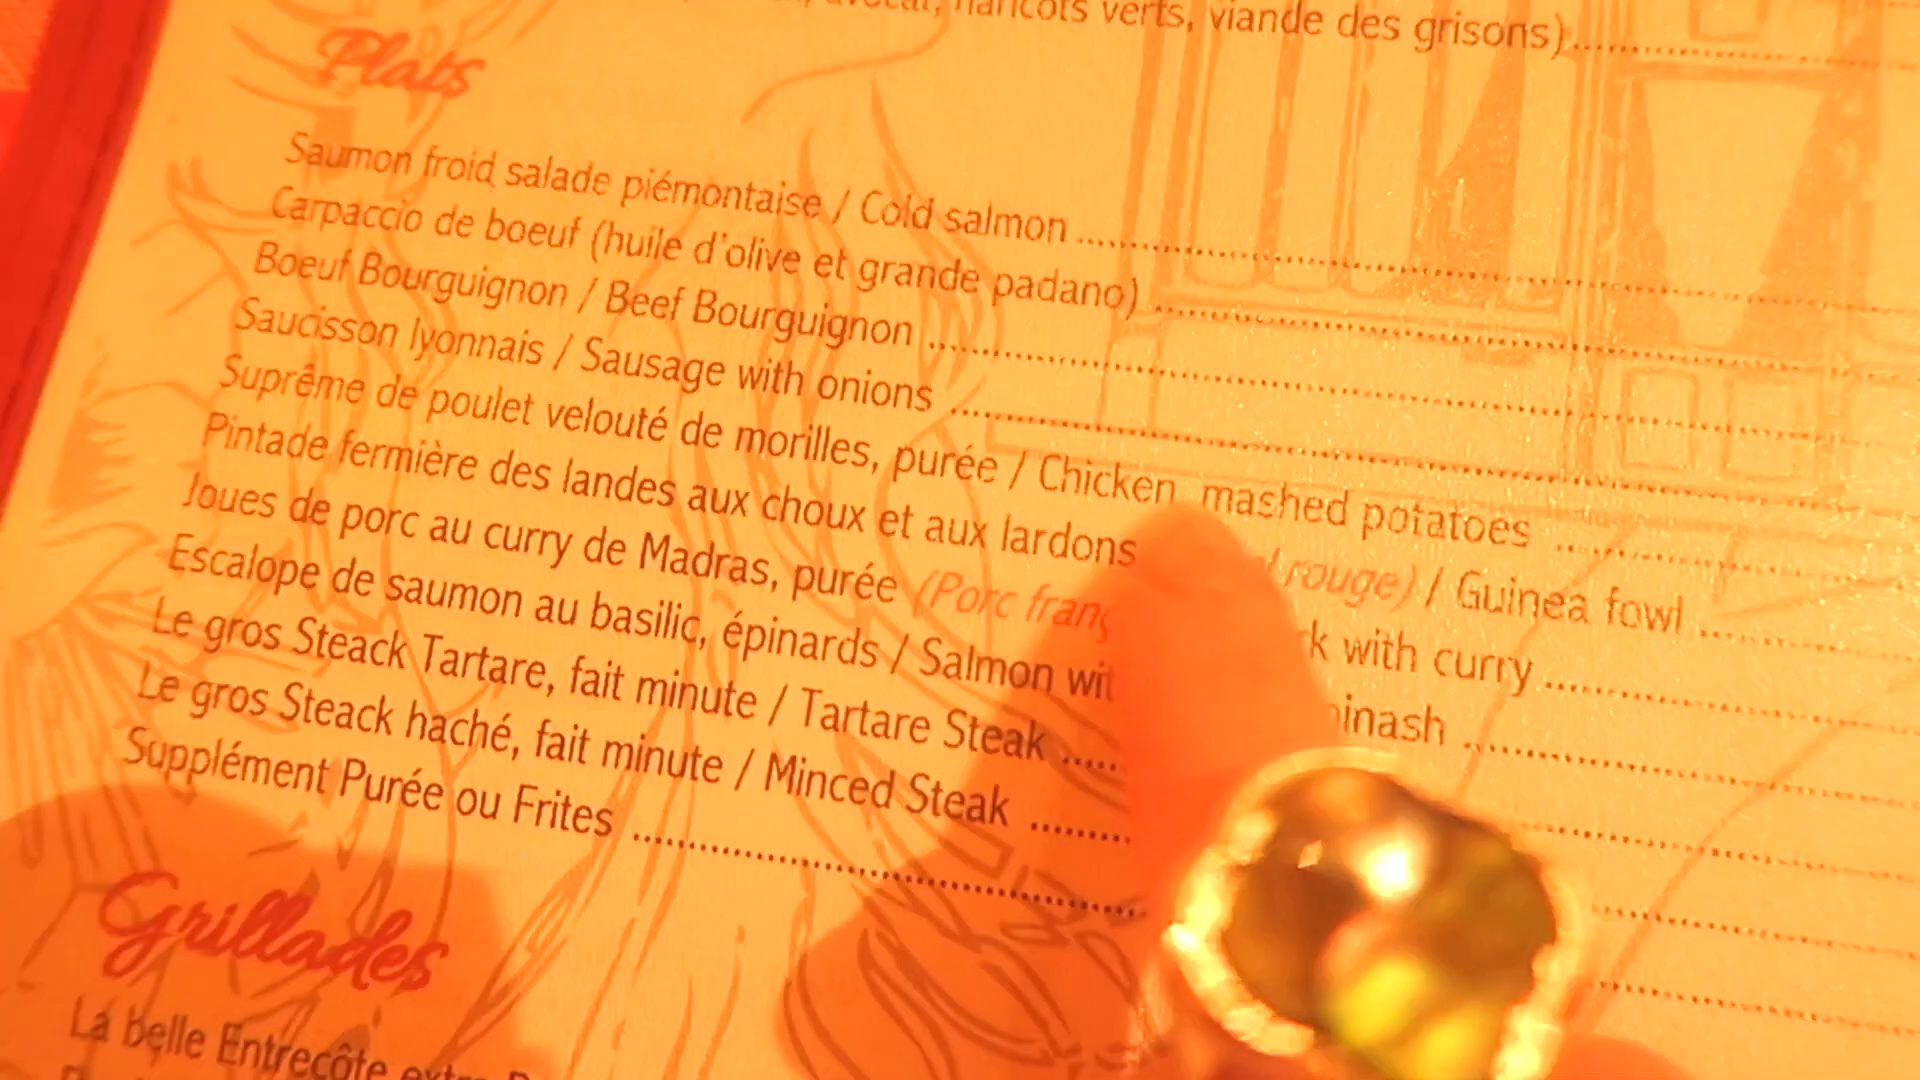 haricots verts, viande des grisons)
Plats
Saumon froid salade piémontaise / Cold salmon
Carpaccio de boeuf (huile d'olive et grande padano)
Boeuf Bourguignon / Beef Bourguignon
Saucisson lyonnais / Sausage with onions
Suprême de poulet velouté de morilles, purée / Chicken, mashed potatoes
Pintade fermière des landes aux choux et aux lardons rouge) / Guinea fowl
Joues de porc au curry de Madras, purée (Porc with curry
Escalope de saumon au basilic, épinards / Salmon
Le gros Steack Tartare, fait minute / Tartare Steak
Le gros Steack haché, fait minute / Minced Steak
Supplément Purée ou Frites
Grillades
La belle Entrecôte